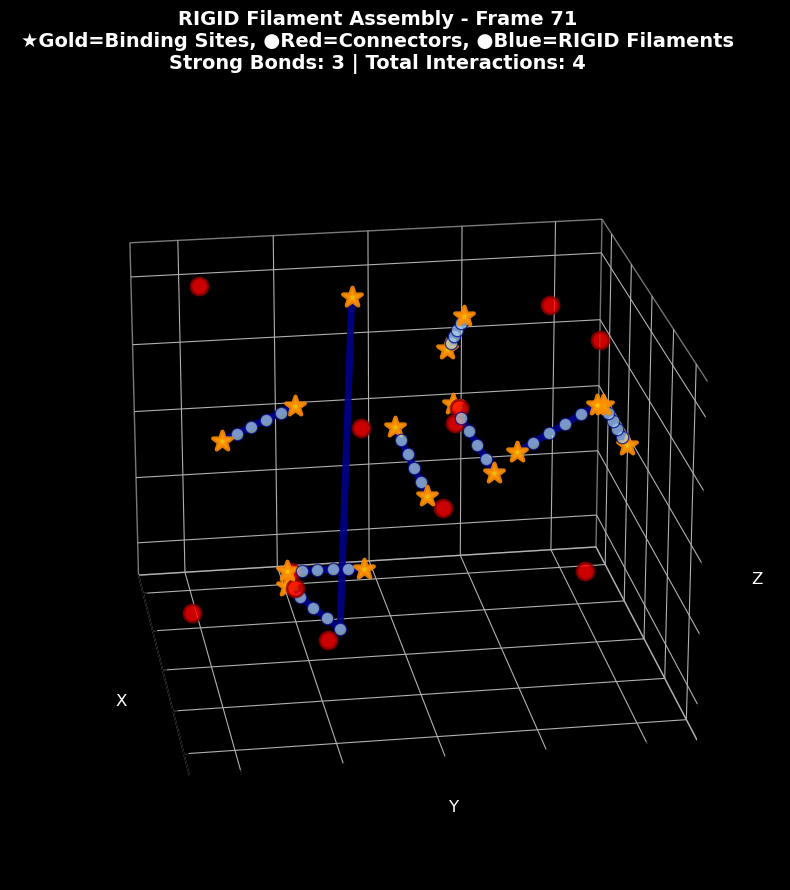 RIGID Filament Assembly - Frame 71
★Gold=Binding Sites, ●Red=Connectors, ●Blue=RIGID Filaments
Strong Bonds: 3 | Total Interactions: 4
Z
X
Y